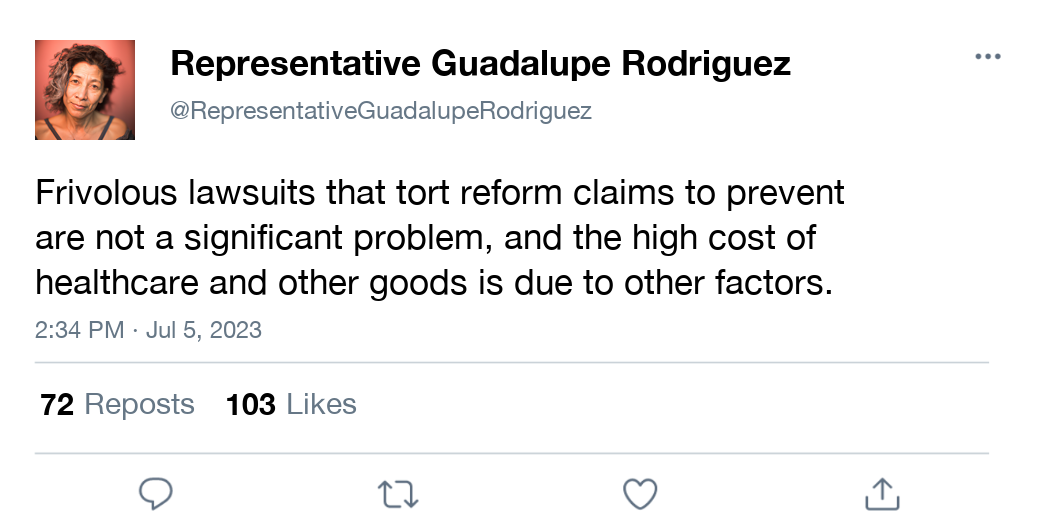 Representative Guadalupe Rodriguez
@RepresentativeGuadalupeRodriguez
Frivolous lawsuits that tort reform claims to prevent
are not a significant problem, and the high cost of
healthcare and other goods is due to other factors.
2:34 PM · Jul 5, 2023
72 Reposts 103 Likes